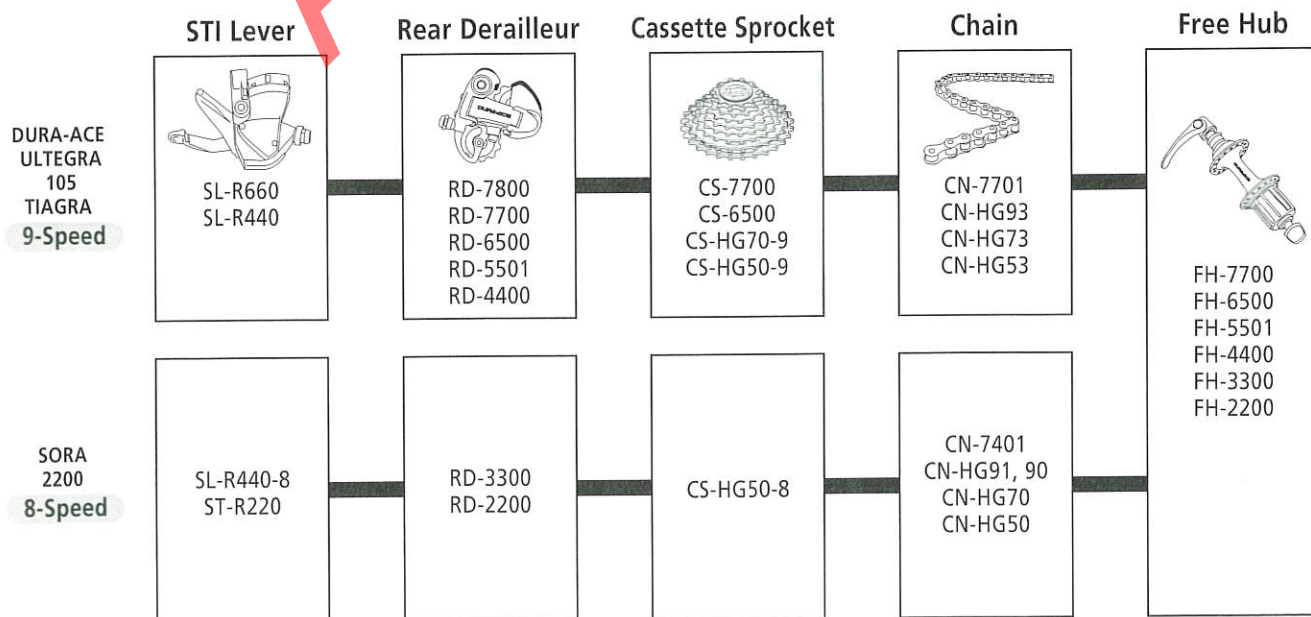 STI Lever
Rear Derailleur
Cassette Sprocket
Chain
Free Hub
DURA-ACE
ULTEGRA
105
TIAGRA
9-Speed
SL-R660
SL-R440
DURA-ACE
RD-7800
RD-7700
RD-6500
RD-5501
RD-4400
CS-7700
CS-6500
CS-HG70-9
CS-HG50-9
CN-7701
CN-HG93
CN-HG73
CN-HG53
FH-7700
FH-6500
FH-5501
FH-4400
FH-3300
FH-2200
SORA
2200
8-Speed
SL-R440-8
ST-R220
RD-3300
RD-2200
CS-HG50-8
CN-7401
CN-HG91, 90
CN-HG70
CN-HG50